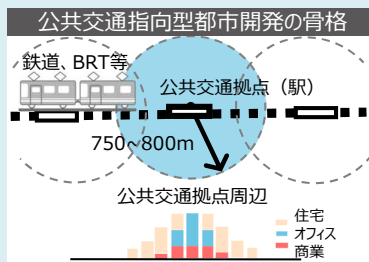 公共交通指向型都市開発の骨格
鉄道、BRT等
公共交通拠点（駅）
750~800m
公共交通拠点周辺
住宅
オフィス
商業